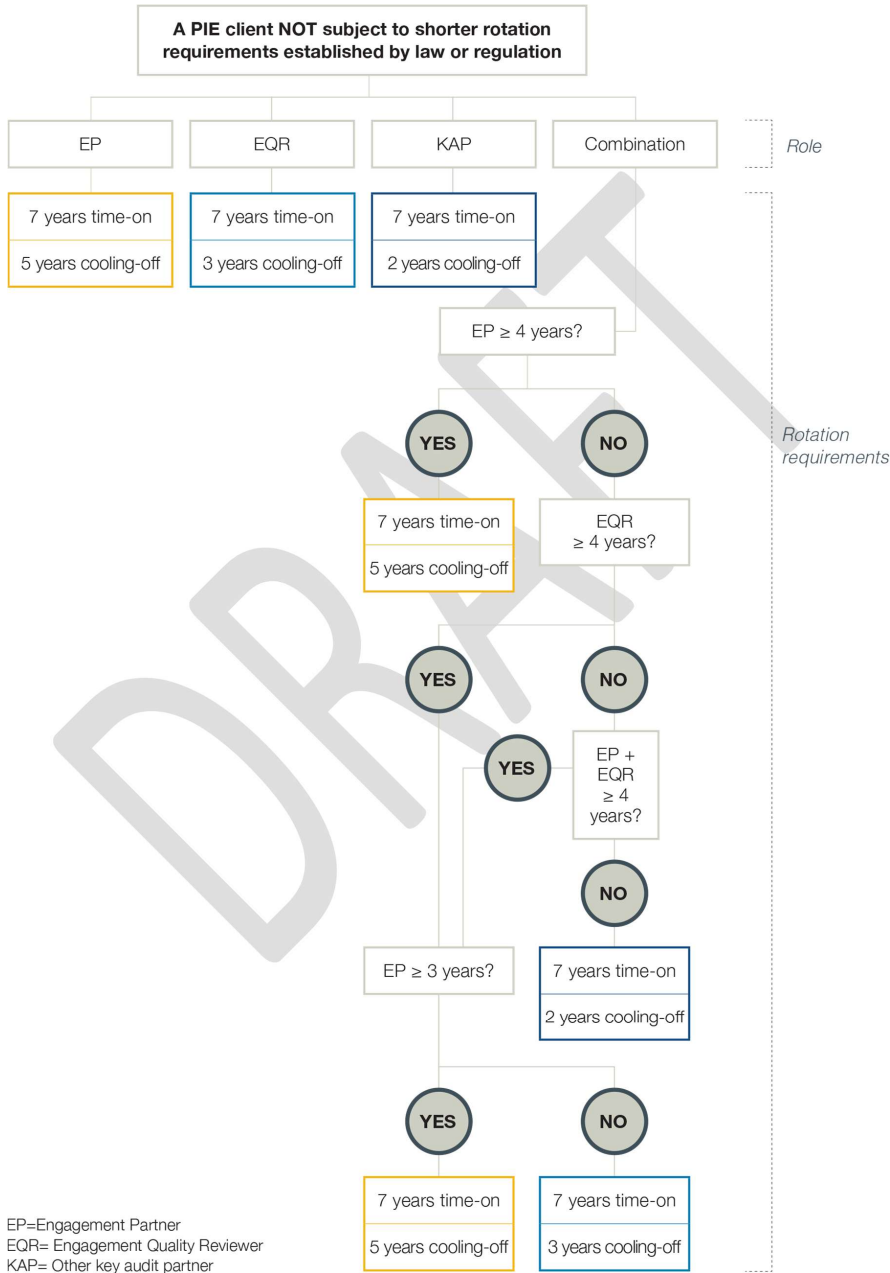 A PIE client NOT subject to shorter rotation
requirements established by law or regulation
EP
EQR
KAP
Combination
Role
7 years time-on
5 years cooling-off
7 years time-on
3 years cooling-off
7 years time-on
2 years cooling-off
EP ≥ 4 years?
YES
NO
Rotation
requirements
7 years time-on
5 years cooling-off
EQR
≥ 4 years?
YES
NO
YES
EP +
EQR
≥ 4
years?
NO
EP ≥ 3 years?
7 years time-on
2 years cooling-off
YES
NO
7 years time-on
5 years cooling-off
7 years time-on
3 years cooling-off
EP=Engagement Partner
EQR= Engagement Quality Reviewer
KAP= Other key audit partner
DRAFT